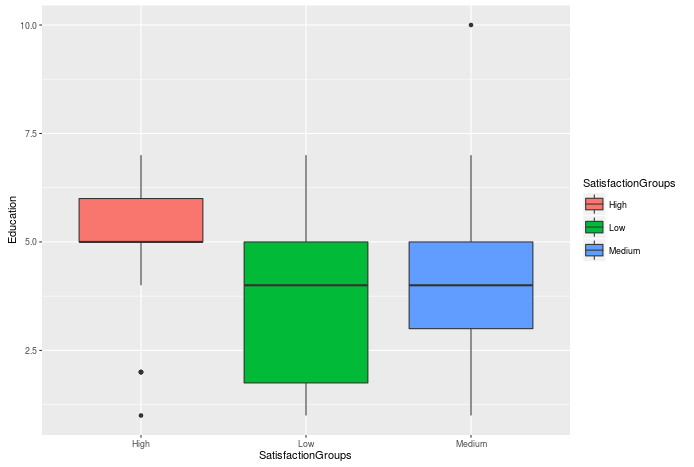 10.0
7.5
5.0
2.5
Education
High
Low
Medium
SatisfactionGroups
SatisfactionGroups
High
Low
Medium